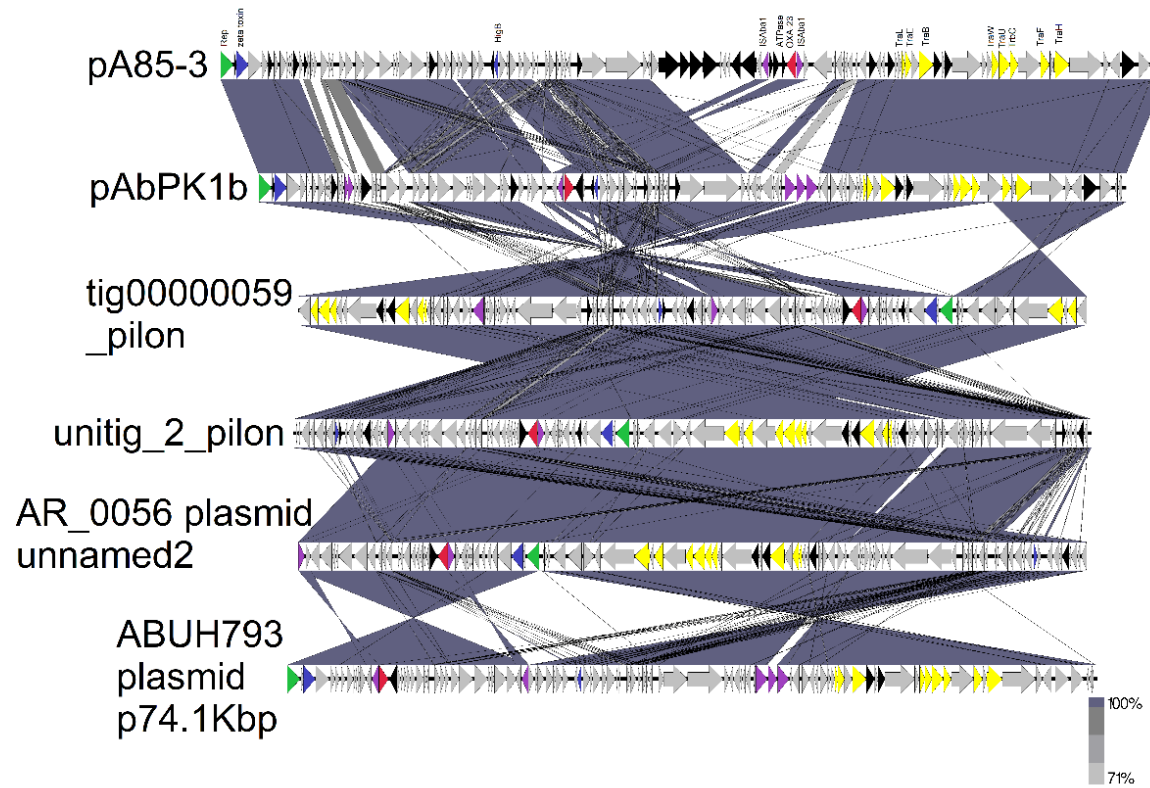 Rep
zeta toxin
HigB
ISAba1
ATPase
OXA 23
ISAba1
TraL
TraE
TraB
TraW
TraU
TrbC
TraF
TraH
pA85-3
pAbPK1b
tig00000059
_pilon
unitig_2_pilon
AR_0056 plasmid
unnamed2
ABUH793
plasmid
p74.1Kbp
100%
71%